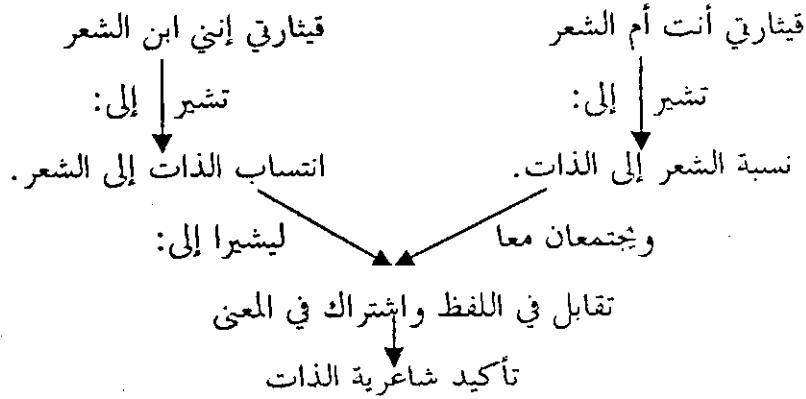 قيثارتي أنت أم الشعر قيثارتي إنني ابن الشعر
تشير إلى: تشير إلى:
نسبة الشعر إلى الذات. انتساب الذات إلى الشعر.
ويجتمعان معا ليشيرا إلى:
تقابل في اللفظ واشتراك في المعنى
تأكيد شاعرية الذات